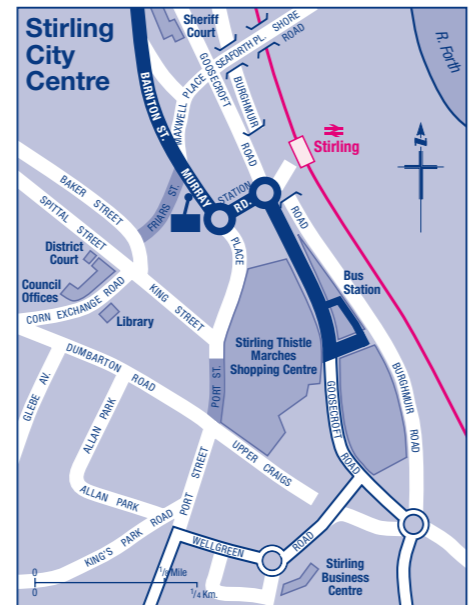 Stirling
City
Centre
Sheriff
Court
SEAFORTH PL.
SHORE
ROAD
R. Forth
GOOSECROFT
ROAD
BURGHMUIR
ROAD
MAXWELL PLACE
BARNTON ST.
MURRAY
PLACE
STATION
RD.
Stirling
N
BAKER STREET
SPITTAL STREET
FRIARS ST.
District
Court
Council
Offices
CORN EXCHANGE ROAD
Library
KING STREET
Bus
Station
Stirling Thistle
Marches
Shopping Centre
PORT ST.
DUMBARTON
ROAD
GLEBE AV.
ALLAN PARK
ALLAN PARK
UPPER CRAIGS
GOOSECROFT
ROAD
BURGHMUIR
ROAD
PORT STREET
KING'S PARK ROAD
WELLGREEN
ROAD
Stirling
Business
Centre
0
1/8 Mile
0
1/4 Km.